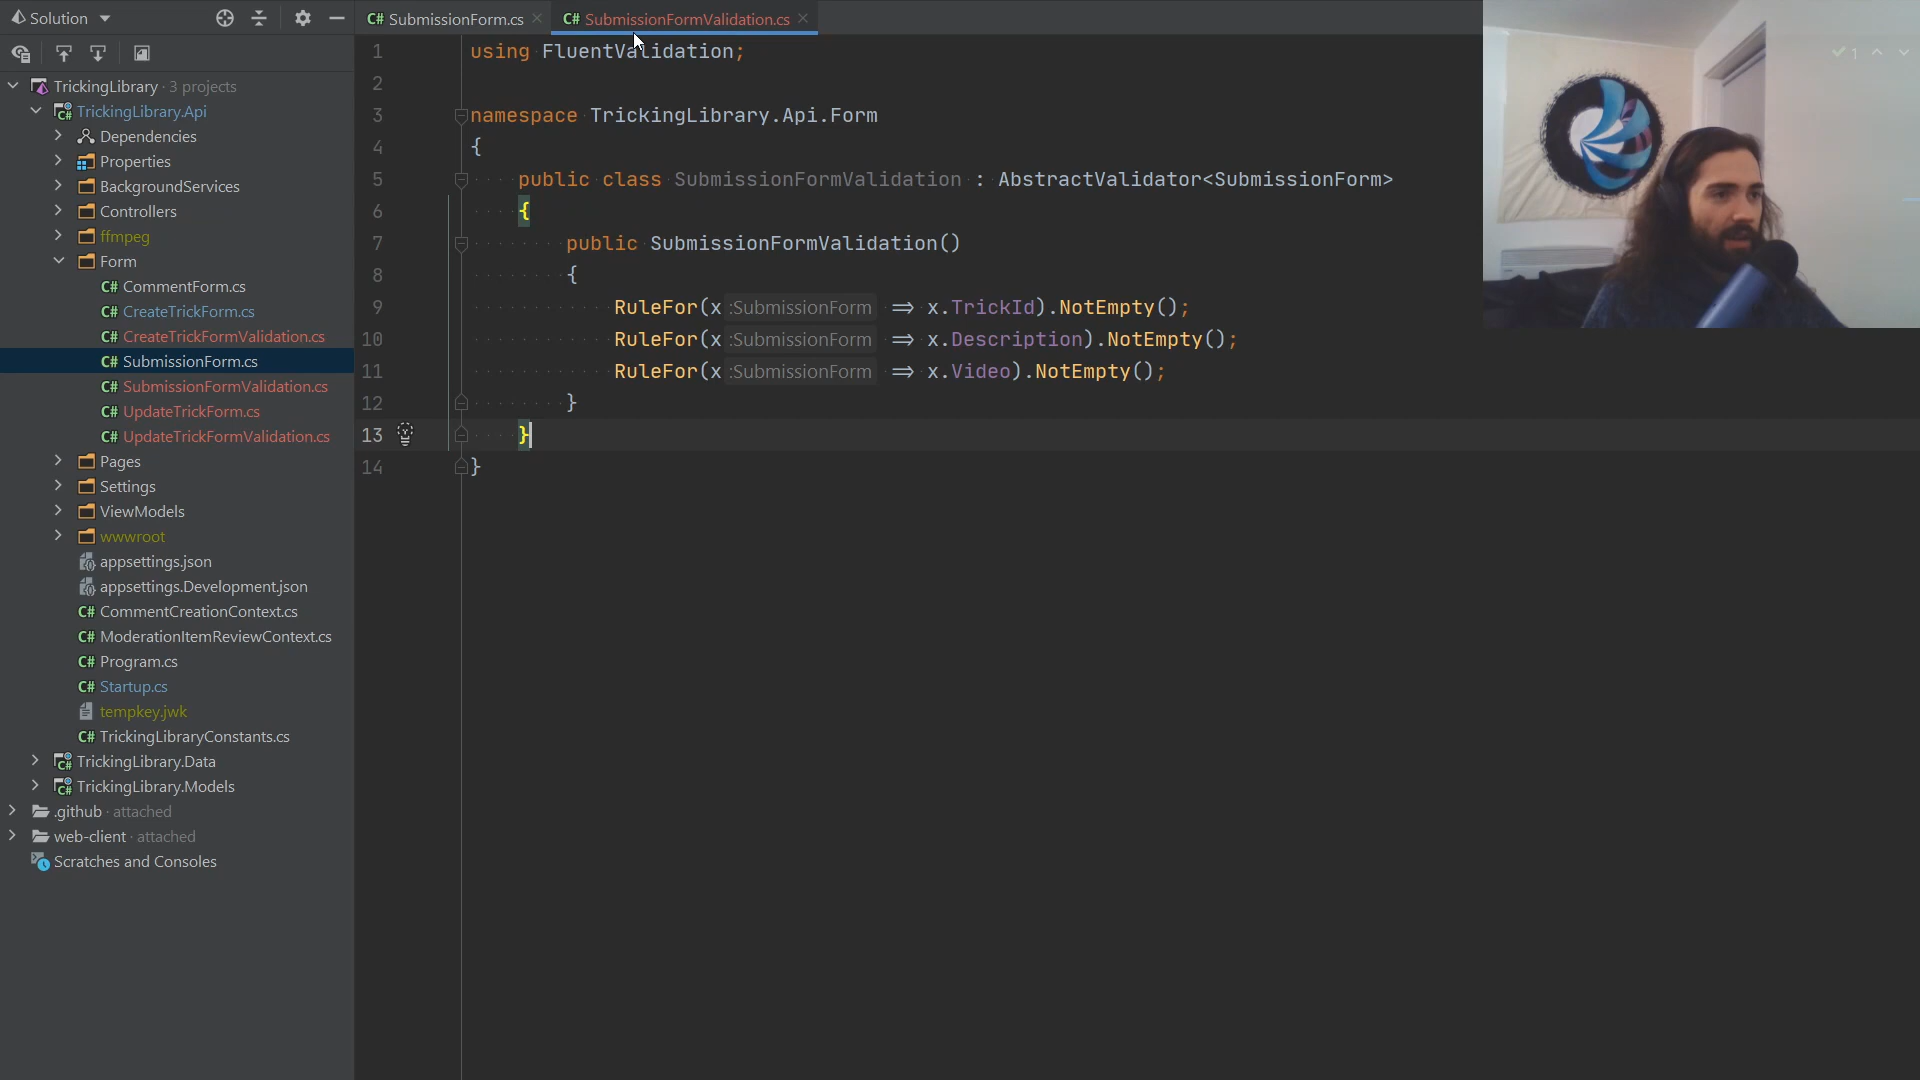 Solution
TrickingLibrary · 3 projects
TrickingLibrary.Api
Dependencies
Properties
BackgroundServices
Controllers
ffmpeg
Form
C# CommentForm.cs
C# CreateTrickForm.cs
C# CreateTrickFormValidation.cs
C# SubmissionForm.cs
C# SubmissionFormValidation.cs
C# UpdateTrickForm.cs
C# UpdateTrickFormValidation.cs
Pages
Settings
ViewModels
wwwroot
appsettings.json
appsettings.Development.json
C# CommentCreationContext.cs
C# ModerationItemReviewContext.cs
C# Program.cs
C# Startup.cs
tempkey.jwk
C# TrickingLibraryConstants.cs
TrickingLibrary.Data
TrickingLibrary.Models
.github · attached
web-client · attached
Scratches and Consoles
C# SubmissionForm.cs
C# SubmissionFormValidation.cs
1 using FluentValidation;
2
3 namespace TrickingLibrary.Api.Form
4 {
5 public class SubmissionFormValidation : AbstractValidator<SubmissionForm>
6 {
7 public SubmissionFormValidation()
8 {
9 RuleFor(x :SubmissionForm => x.TrickId).NotEmpty();
10 RuleFor(x :SubmissionForm => x.Description).NotEmpty();
11 RuleFor(x :SubmissionForm => x.Video).NotEmpty();
12 }
13 }
14 }
1